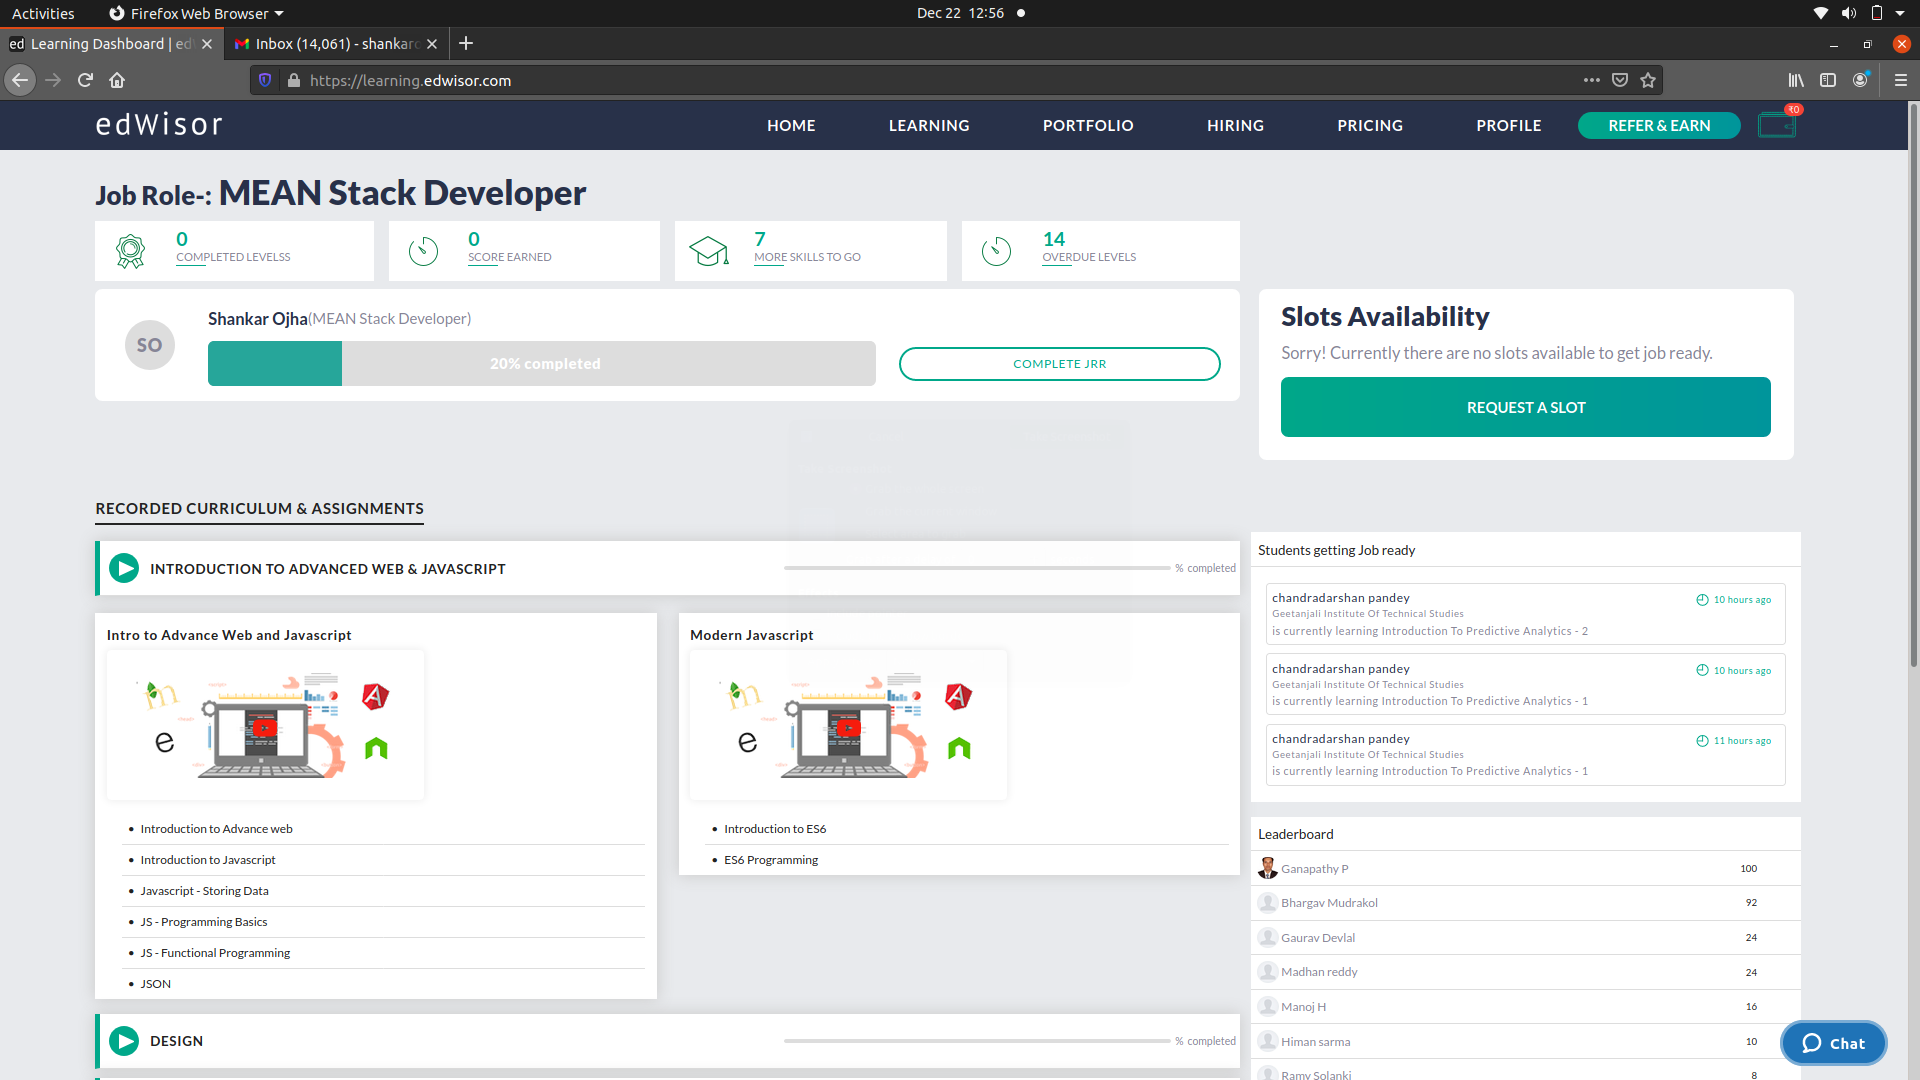 Activities
Firefox Web Browser
Dec 22 12:56
ed Learning Dashboard | ed
Inbox (14,061) - shankar
https://learning.edwisor.com
edWisor
HOME
LEARNING
PORTFOLIO
HIRING
PRICING
PROFILE
REFER & EARN
₹0
Job Role-: MEAN Stack Developer
0
COMPLETED LEVELSS
0
SCORE EARNED
7
MORE SKILLS TO GO
14
OVERDUE LEVELS
SO
Shankar Ojha(MEAN Stack Developer)
20% completed
COMPLETE JRR
Slots Availability
Sorry! Currently there are no slots available to get job ready.
REQUEST A SLOT
RECORDED CURRICULUM & ASSIGNMENTS
INTRODUCTION TO ADVANCED WEB & JAVASCRIPT
% completed
Intro to Advance Web and Javascript
m
e
A
Introduction to Advance web
Introduction to Javascript
Javascript - Storing Data
JS - Programming Basics
JS - Functional Programming
JSON
Modern Javascript
m
e
A
Introduction to ES6
ES6 Programming
DESIGN
% completed
Students getting Job ready
chandradarshan pandey
10 hours ago
Geetanjali Institute Of Technical Studies
is currently learning Introduction To Predictive Analytics - 2
chandradarshan pandey
10 hours ago
Geetanjali Institute Of Technical Studies
is currently learning Introduction To Predictive Analytics - 1
chandradarshan pandey
11 hours ago
Geetanjali Institute Of Technical Studies
is currently learning Introduction To Predictive Analytics - 1
Leaderboard
Ganapathy P 100
Bhargav Mudrakol 92
Gaurav Devlal 24
Madhan reddy 24
Manoj H 16
Himan sarma 10
Ramy Solanki 8
Chat